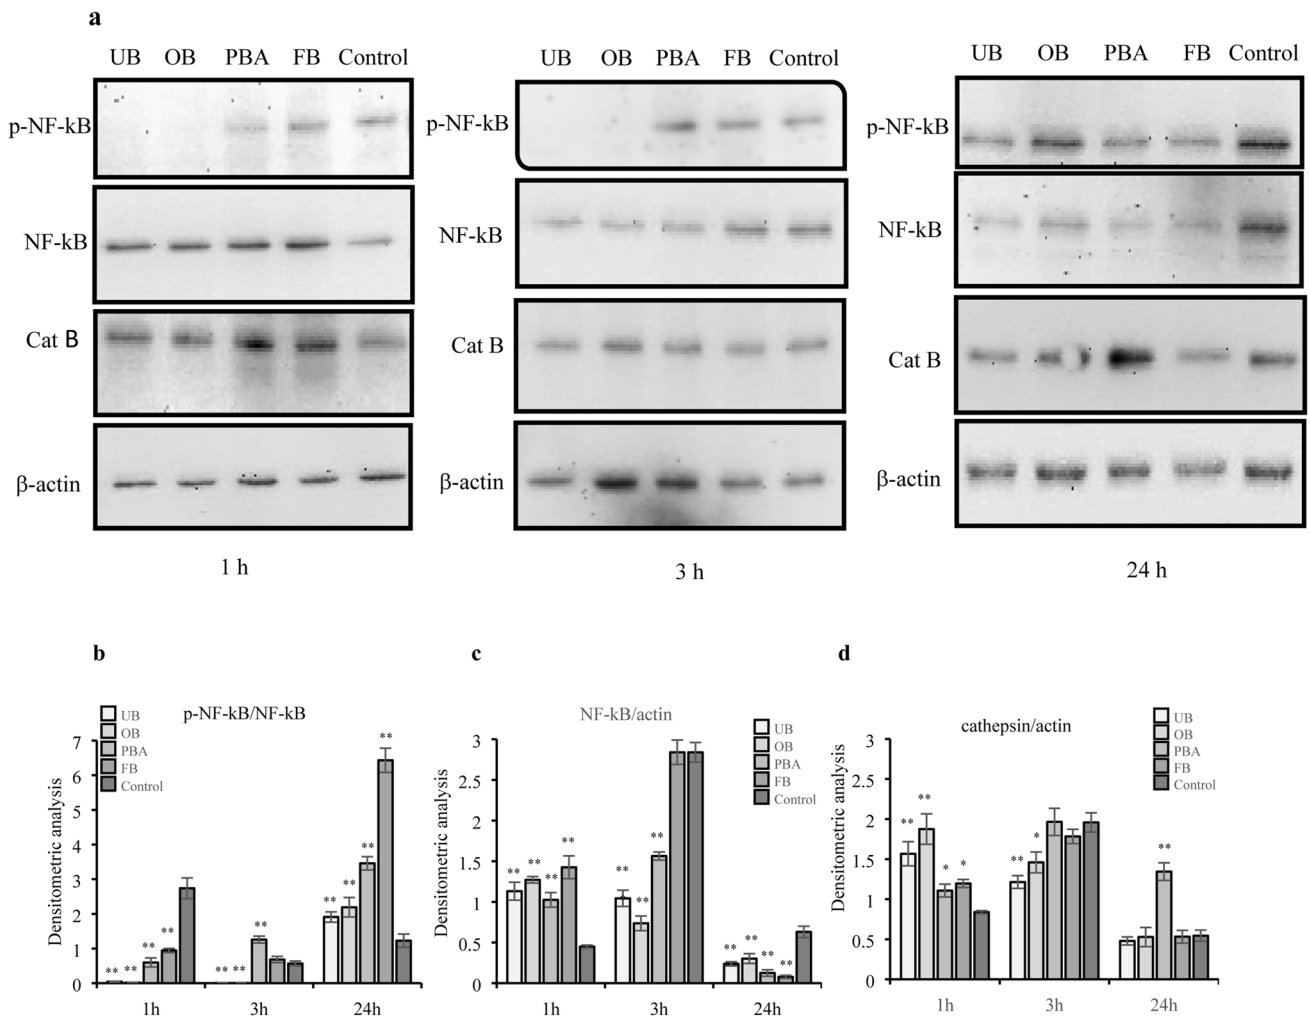 a
UB OB PBA FB Control
p-NF-kB
NF-kB
Cat B
β-actin
1 h
UB OB PBA FB Control
p-NF-kB
NF-kB
Cat B
β-actin
3 h
UB OB PBA FB Control
p-NF-kB
NF-kB
Cat B
β-actin
24 h
b
p-NF-kB/NF-kB
UB
OB
PBA
FB
Control
Densitometric analysis
7
6
5
4
3
2
1
0
** ** ** **
** ** **
** ** ** **
1h 3h 24h
c
NF-kB/actin
UB
OB
PBA
FB
Control
Densitometric analysis
3
2.5
2
1.5
1
0.5
0
** ** ** **
** ** **
** ** ** **
1h 3h 24h
d
cathepsin/actin
UB
OB
PBA
FB
Control
Densitometric analysis
3
2.5
2
1.5
1
0.5
0
** ** * *
** *
**
1h 3h 24h